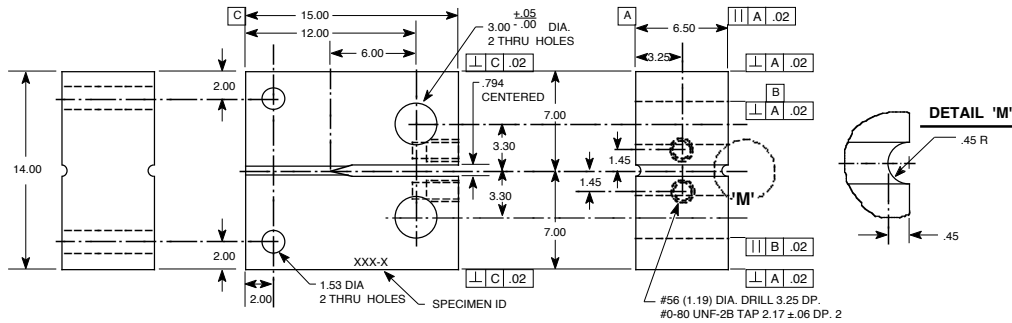 C
15.00
12.00
6.00
3.00 +.05 -.00 DIA.
2 THRU HOLES
⊥ C .02
.794
CENTERED
A
6.50
3.25
|| A .02
⊥ A .02
B
⊥ A .02
DETAIL 'M'
.45 R
.45
2.00
14.00
2.00
7.00
3.30
3.30
7.00
1.45
1.45
'M'
XXX-X
2.00
1.53 DIA
2 THRU HOLES
SPECIMEN ID
⊥ C .02
|| B .02
⊥ A .02
#56 (1.19) DIA. DRILL 3.25 DP.
#0-80 UNF-2B TAP 2.17 ±.06 DP. 2